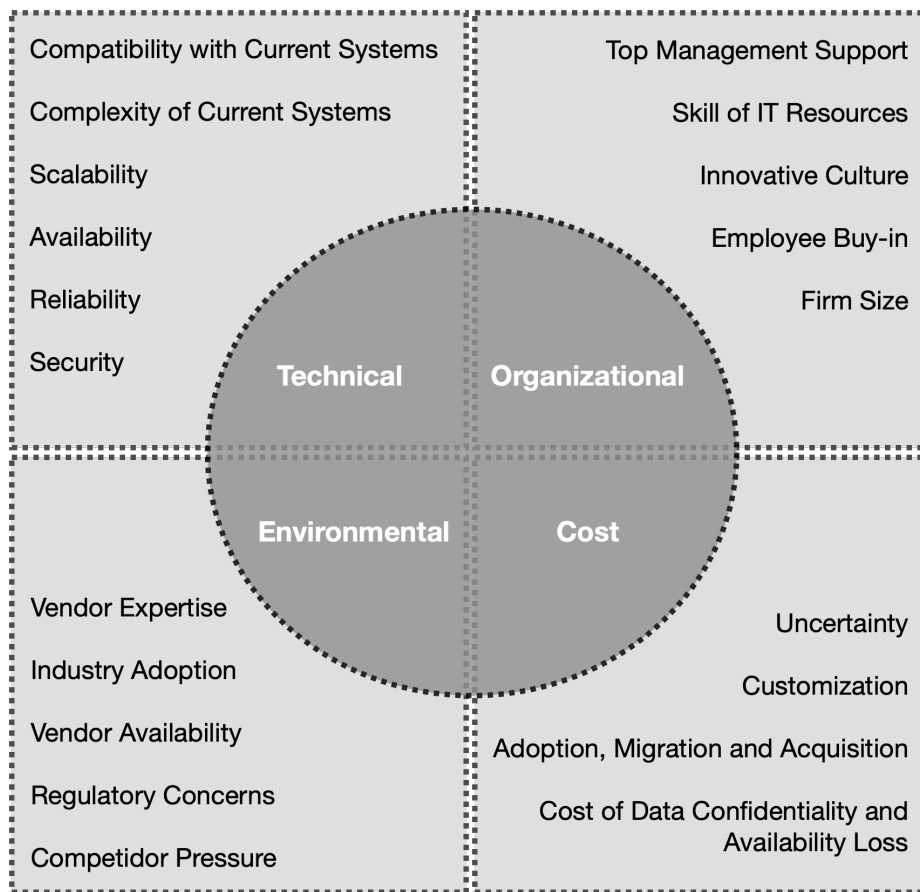 Compatibility with Current Systems
Complexity of Current Systems
Scalability
Availability
Reliability
Security
Technical
Top Management Support
Skill of IT Resources
Innovative Culture
Employee Buy-in
Firm Size
Organizational
Environmental
Vendor Expertise
Industry Adoption
Vendor Availability
Regulatory Concerns
Competidor Pressure
Cost
Uncertainty
Customization
Adoption, Migration and Acquisition
Cost of Data Confidentiality and
Availability Loss